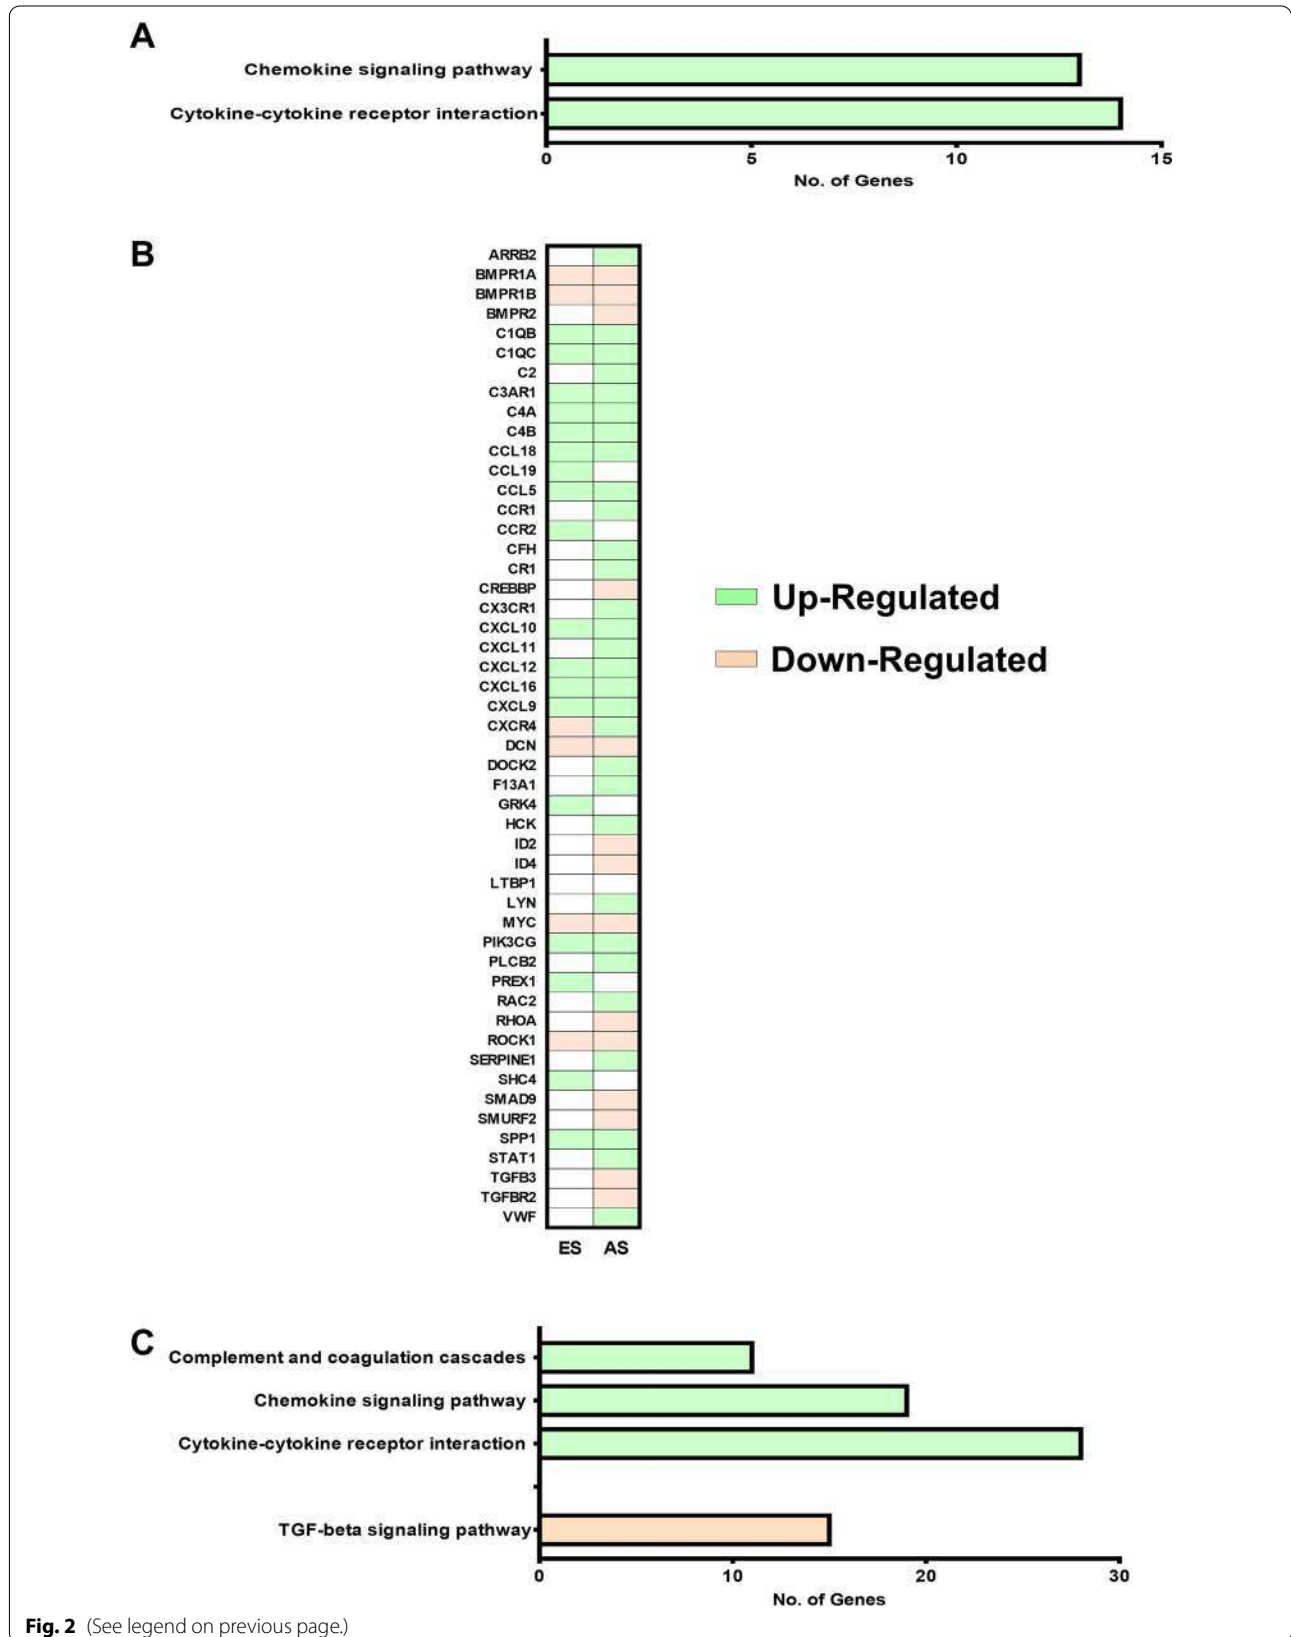 A
Chemokine signaling pathway
Cytokine-cytokine receptor interaction
0 5 10 15
No. of Genes
B
ARRB2
BMPR1A
BMPR1B
BMPR2
C1QB
C1QC
C2
C3AR1
C4A
C4B
CCL18
CCL19
CCL5
CCR1
CCR2
CFH
CR1
CREBBP
CX3CR1
CXCL10
CXCL11
CXCL12
CXCL16
CXCL9
CXCR4
DCN
DOCK2
F13A1
GRK4
HCK
ID2
ID4
LTBP1
LYN
MYC
PIK3CG
PLCB2
PREX1
RAC2
RHOA
ROCK1
SERPINE1
SHC4
SMAD9
SMURF2
SPP1
STAT1
TGFB3
TGFBR2
VWF
ES AS
Up-Regulated
Down-Regulated
C
Complement and coagulation cascades
Chemokine signaling pathway
Cytokine-cytokine receptor interaction
TGF-beta signaling pathway
0 10 20 30
No. of Genes
Fig. 2 (See legend on previous page.)